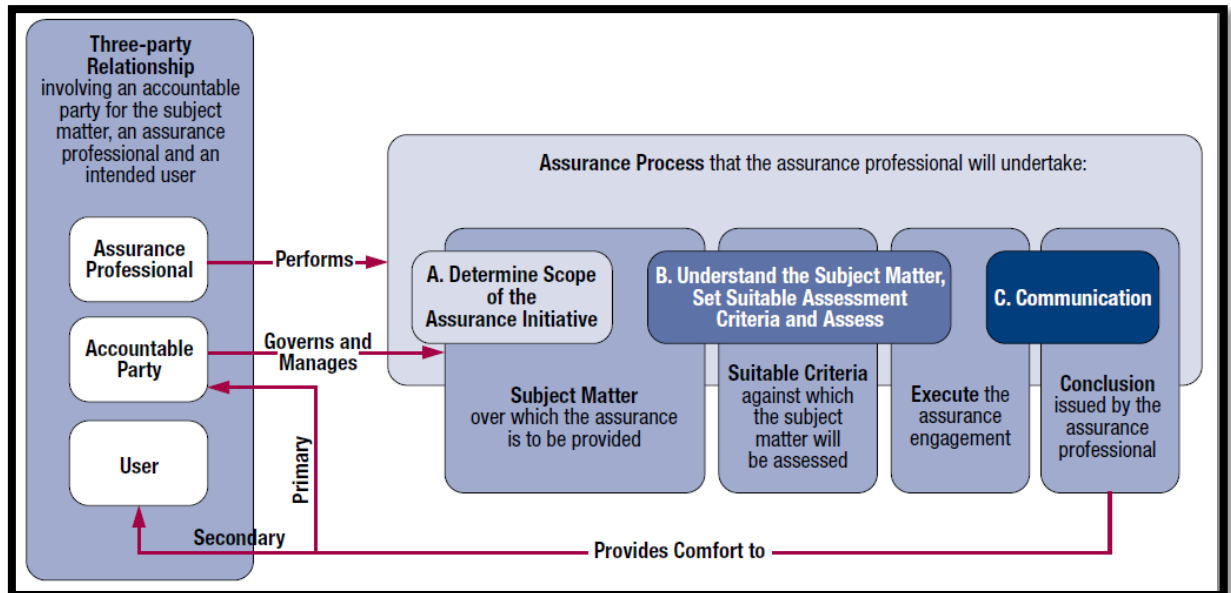 Three-party
Relationship
involving an accountable
party for the subject
matter, an assurance
professional and an
intended user
Assurance
Professional
Accountable
Party
User
Performs
Governs and
Manages
Primary
Secondary
Assurance Process that the assurance professional will undertake:
A. Determine Scope
of the
Assurance Initiative
B. Understand the Subject Matter,
Set Suitable Assessment
Criteria and Assess
C. Communication
Subject Matter
over which the assurance
is to be provided
Suitable Criteria
against which
the subject
matter will
be assessed
Execute the
assurance
engagement
Conclusion
issued by the
assurance
professional
Provides Comfort to